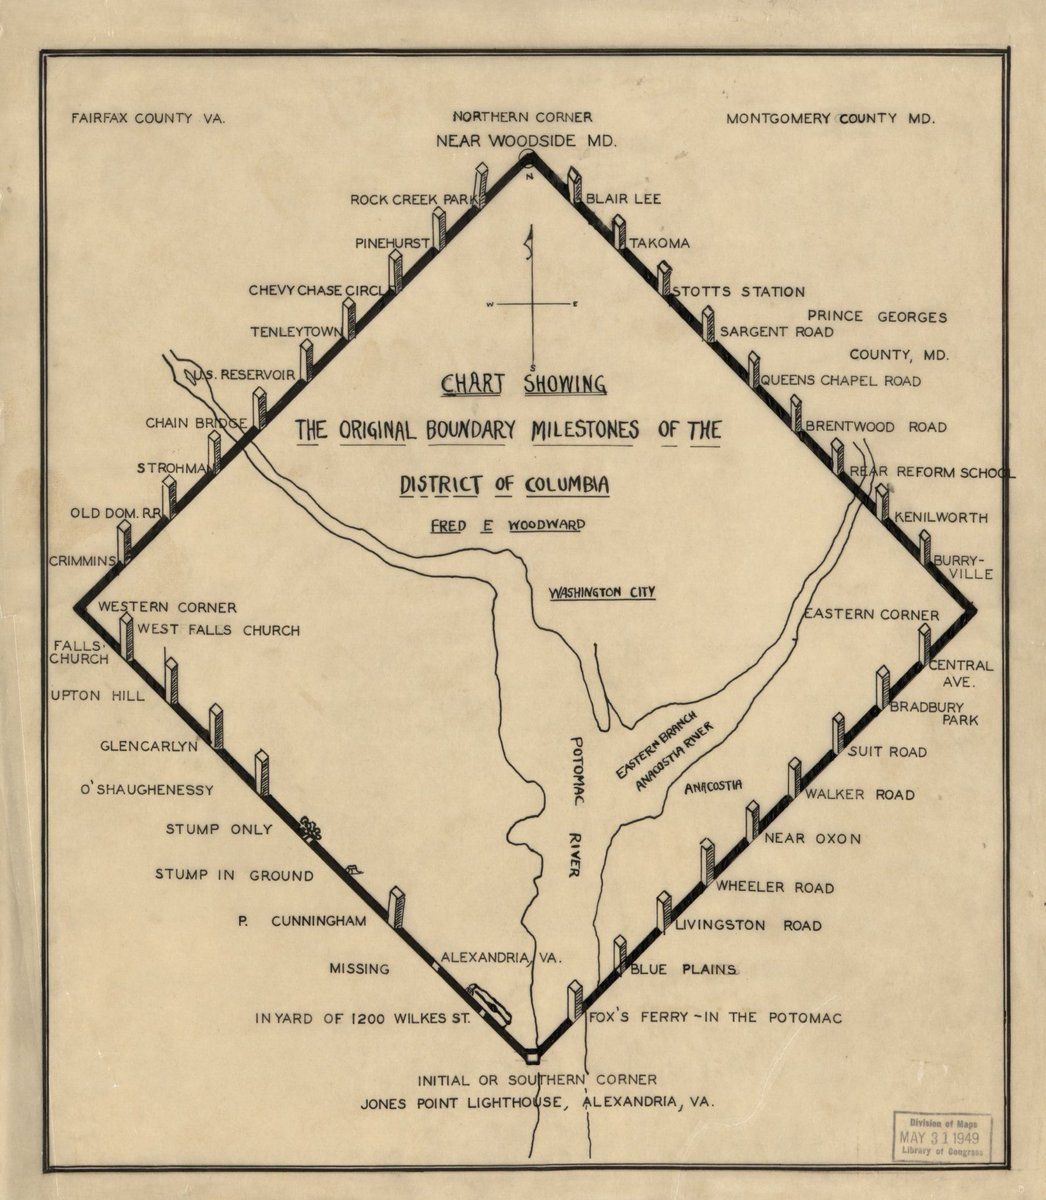 FAIRFAX COUNTY VA.
NORTHERN CORNER
MONTGOMERY COUNTY MD.
NEAR WOODSIDE MD.
N
ROCK CREEK PARK
BLAIR LEE
PINEHURST
TAKOMA
CHEVY CHASE CIRCLE
STOTTS STATION
W
E
PRINCE GEORGES
TENLEYTOWN
SARGENT ROAD
COUNTY, MD.
S
U.S. RESERVOIR
CHART SHOWING
QUEENS CHAPEL ROAD
CHAIN BRIDGE
THE ORIGINAL BOUNDARY MILESTONES OF THE
BRENTWOOD ROAD
STROHMAN
REAR REFORM SCHOOL
DISTRICT OF COLUMBIA
OLD DOM. RR.
KENILWORTH
FRED E WOODWARD
CRIMMINS
BURRY-
VILLE
WASHINGTON CITY
WESTERN CORNER
EASTERN CORNER
WEST FALLS CHURCH
FALLS
CHURCH
CENTRAL
AVE.
UPTON HILL
BRADBURY
PARK
GLENCARLYN
SUIT ROAD
EASTERN BRANCH
ANACOSTIA RIVER
POTOMAC RIVER
ANACOSTIA
O'SHAUGHENESSY
WALKER ROAD
STUMP ONLY
NEAR OXON
STUMP IN GROUND
WHEELER ROAD
P. CUNNINGHAM
LIVINGSTON ROAD
ALEXANDRIA, VA.
MISSING
BLUE PLAINS
IN YARD OF 1200 WILKES ST.
FOX'S FERRY-IN THE POTOMAC
INITIAL OR SOUTHERN CORNER
JONES POINT LIGHTHOUSE, ALEXANDRIA, VA.
Division of Maps
MAY 31 1949
Library of Congress